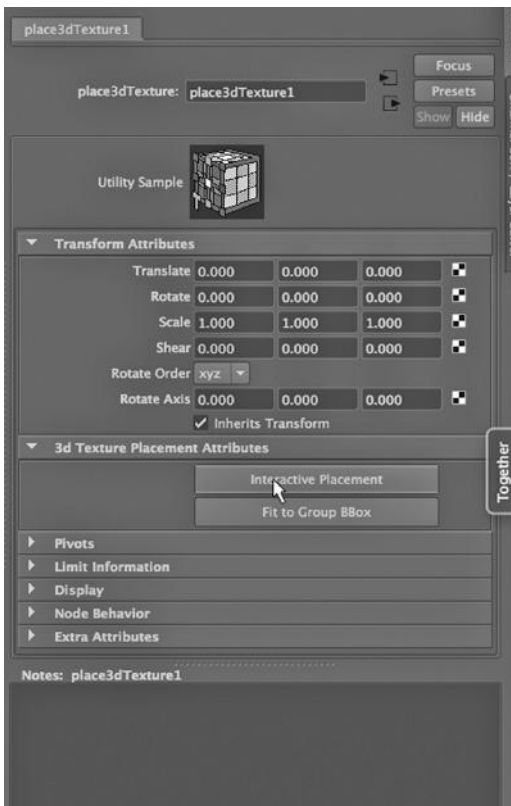 place3dTexture1
Focus
place3dTexture: place3dTexture1
Presets
Show Hide
Utility Sample
Transform Attributes
Translate 0.000 0.000 0.000
Rotate 0.000 0.000 0.000
Scale 1.000 1.000 1.000
Shear 0.000 0.000 0.000
Rotate Order xyz
Rotate Axis 0.000 0.000 0.000
Inherits Transform
3d Texture Placement Attributes
Interactive Placement
Fit to Group BBox
Together
Pivots
Limit Information
Display
Node Behavior
Extra Attributes
Notes: place3dTexture1